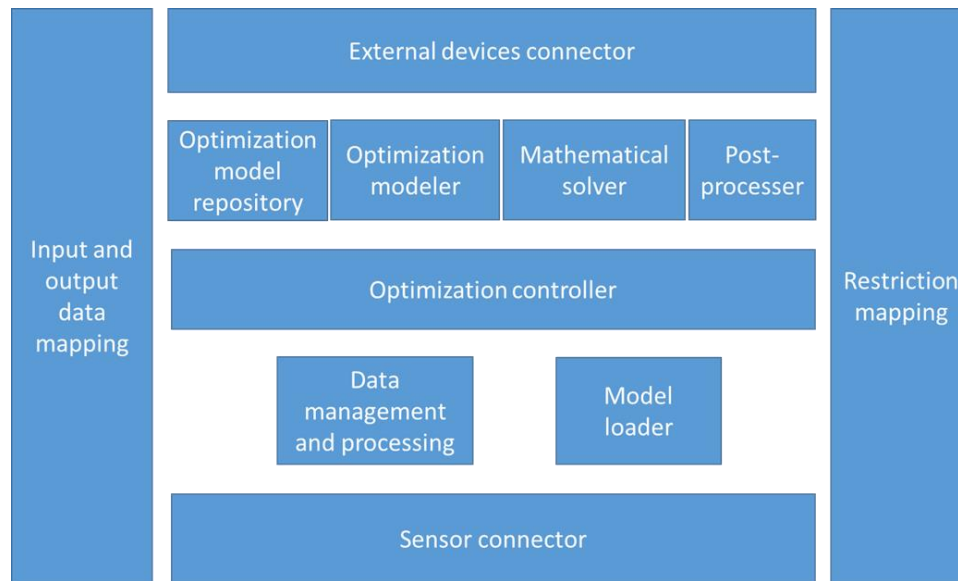 External devices connector
Optimization
model
repository
Optimization
modeler
Mathematical
solver
Post-
processer
Input and
output
data
mapping
Optimization controller
Restriction
mapping
Data
management
and processing
Model
loader
Sensor connector